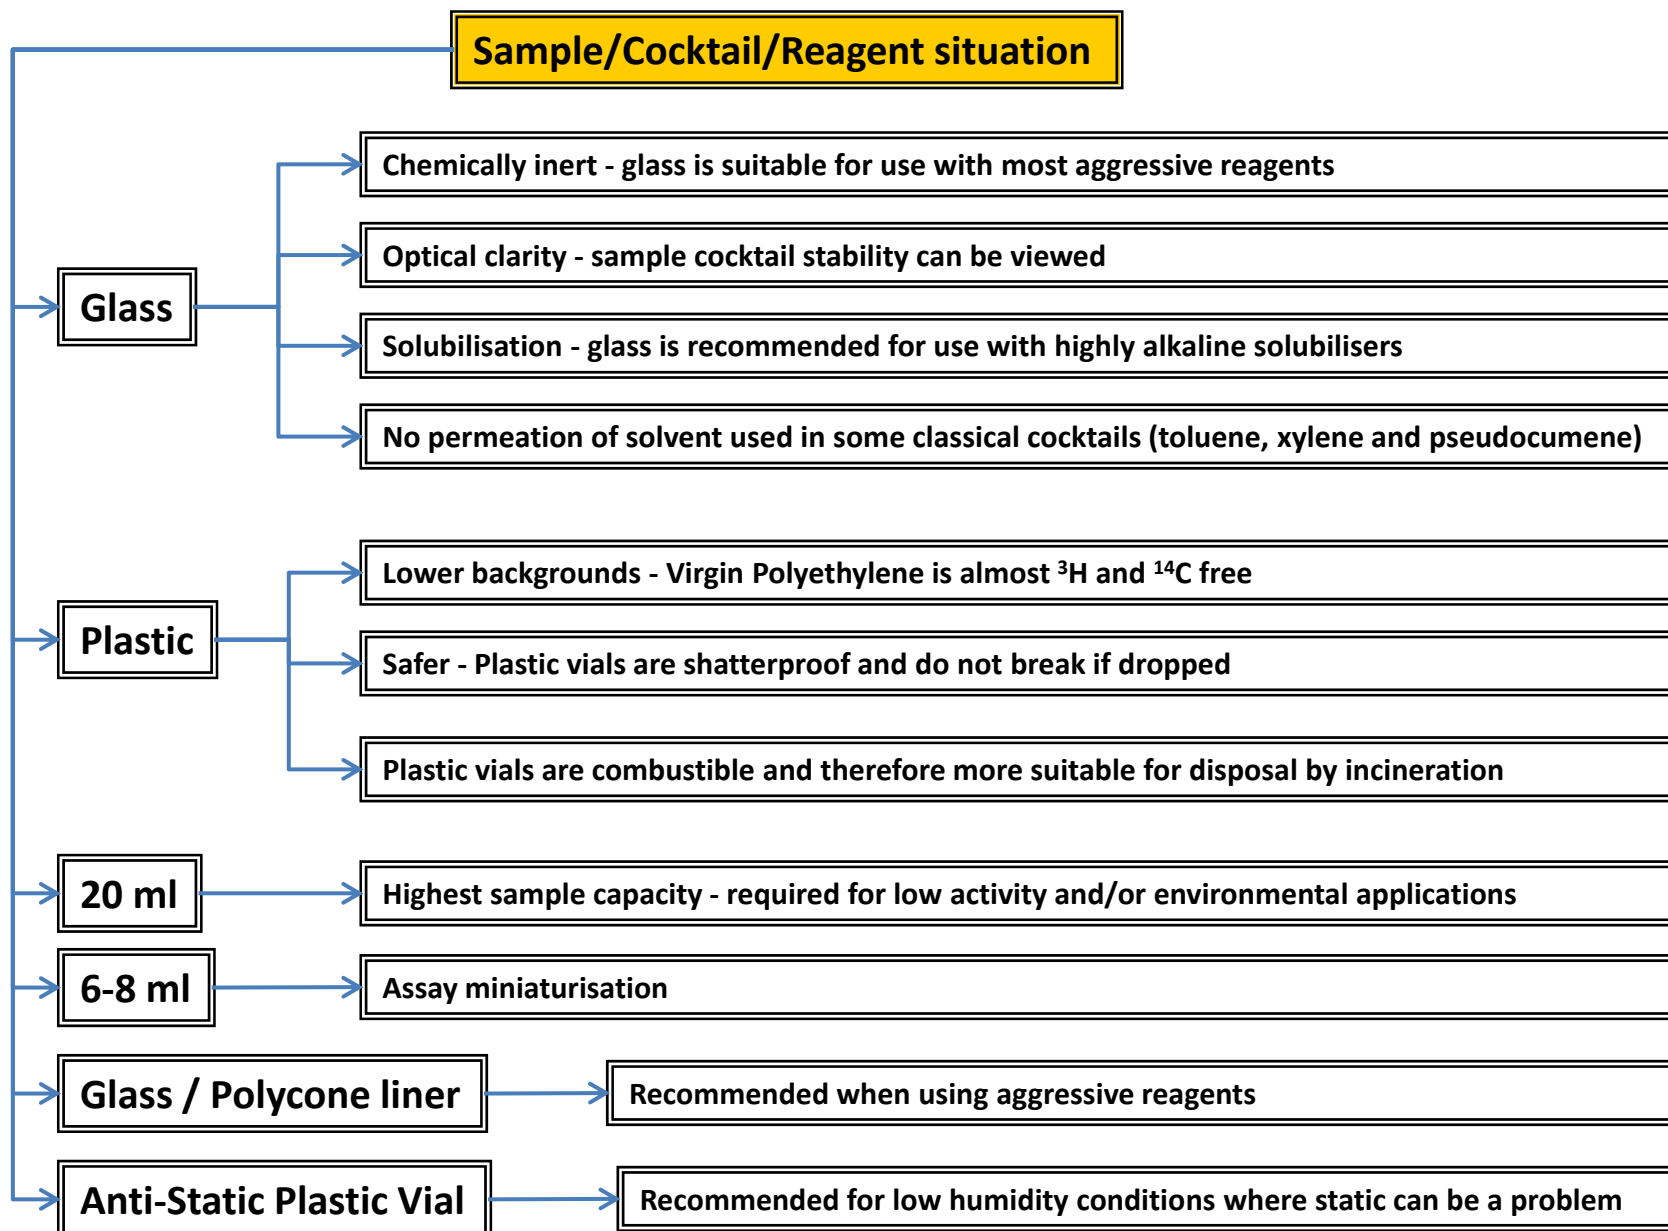 Sample/Cocktail/Reagent situation
Glass
Chemically inert - glass is suitable for use with most aggressive reagents
Optical clarity - sample cocktail stability can be viewed
Solubilisation - glass is recommended for use with highly alkaline solubilisers
No permeation of solvent used in some classical cocktails (toluene, xylene and pseudocumene)
Plastic
Lower backgrounds - Virgin Polyethylene is almost ³H and ¹⁴C free
Safer - Plastic vials are shatterproof and do not break if dropped
Plastic vials are combustible and therefore more suitable for disposal by incineration
20 ml
Highest sample capacity - required for low activity and/or environmental applications
6-8 ml
Assay miniaturisation
Glass / Polycone liner
Recommended when using aggressive reagents
Anti-Static Plastic Vial
Recommended for low humidity conditions where static can be a problem